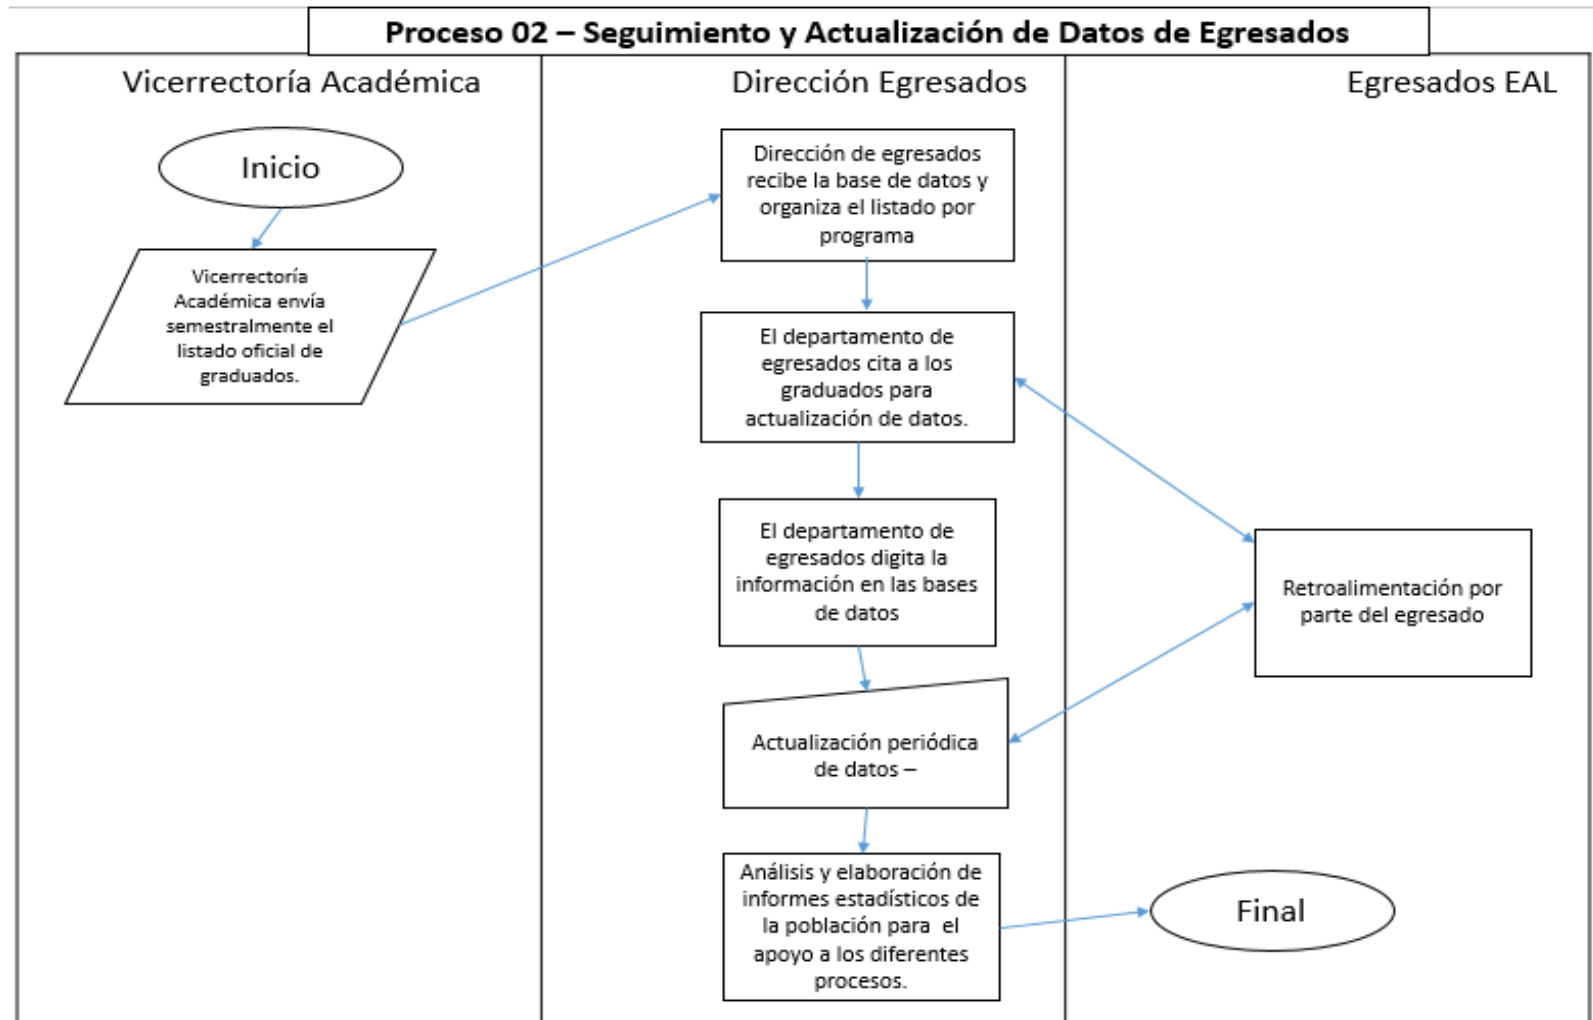 Proceso 02 – Seguimiento y Actualización de Datos de Egresados
Vicerrectoría Académica
Dirección Egresados
Egresados EAL
Inicio
Vicerrectoría
Académica envía
semestralmente el
listado oficial de
graduados.
Dirección de egresados
recibe la base de datos y
organiza el listado por
programa
El departamento de
egresados cita a los
graduados para
actualización de datos.
El departamento de
egresados digita la
información en las bases
de datos
Retroalimentación por
parte del egresado
Actualización periódica
de datos –
Análisis y elaboración de
informes estadísticos de
la población para  el
apoyo a los diferentes
procesos.
Final